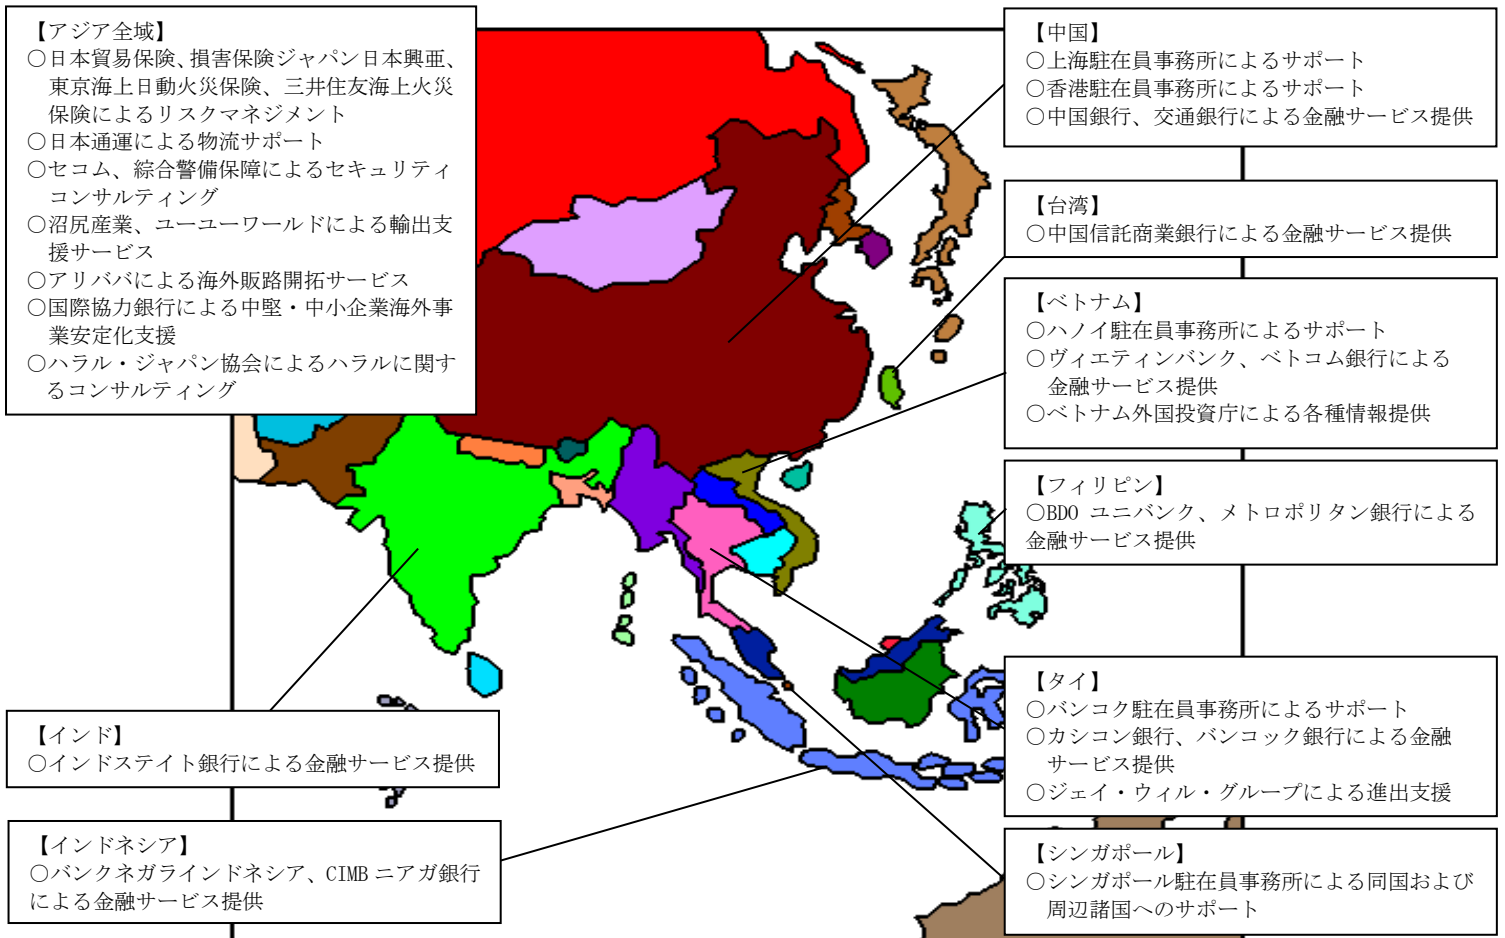 【アジア全域】
○日本貿易保険、損害保険ジャパン日本興亜、
東京海上日動火災保険、三井住友海上火災
保険によるリスクマネジメント
○日本通運による物流サポート
○セコム、綜合警備保障によるセキュリティ
コンサルティング
○沼尻産業、ユーユーワールドによる輸出支
援サービス
○アリババによる海外販路開拓サービス
○国際協力銀行による中堅・中小企業海外事
業安定化支援
○ハラル・ジャパン協会によるハラルに関す
るコンサルティング
【中国】
○上海駐在員事務所によるサポート
○香港駐在員事務所によるサポート
○中国銀行、交通銀行による金融サービス提供
【台湾】
○中国信託商業銀行による金融サービス提供
【ベトナム】
○ハノイ駐在員事務所によるサポート
○ヴィエティンバンク、ベトコム銀行による
金融サービス提供
○ベトナム外国投資庁による各種情報提供
【フィリピン】
○BDO ユニバンク、メトロポリタン銀行による
金融サービス提供
【タイ】
○バンコク駐在員事務所によるサポート
○カシコン銀行、バンコック銀行による金融
サービス提供
○ジェイ・ウィル・グループによる進出支援
【シンガポール】
○シンガポール駐在員事務所による同国および
周辺諸国へのサポート
【インド】
○インドステイト銀行による金融サービス提供
【インドネシア】
○バンクネガラインドネシア、CIMB ニアガ銀行
による金融サービス提供